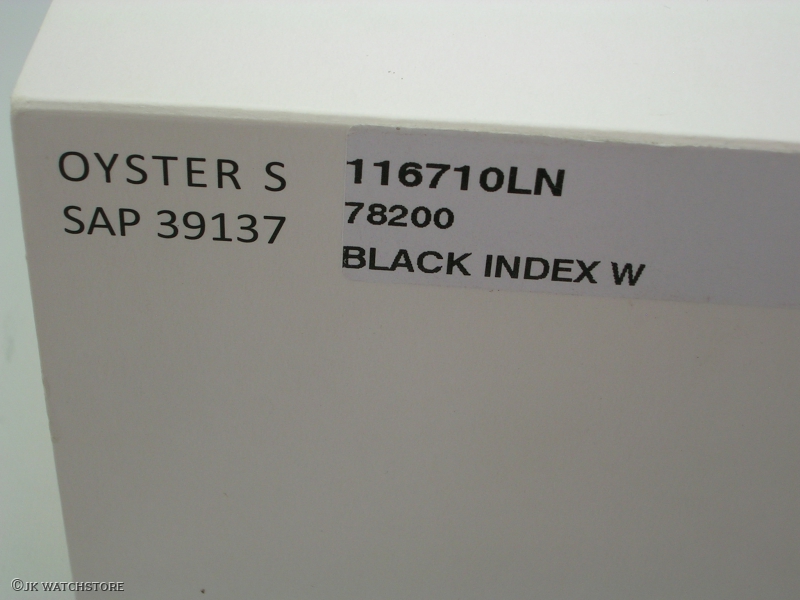 OYSTER S
SAP 39137
116710LN
78200
BLACK INDEX W
©JK WATCHSTORE